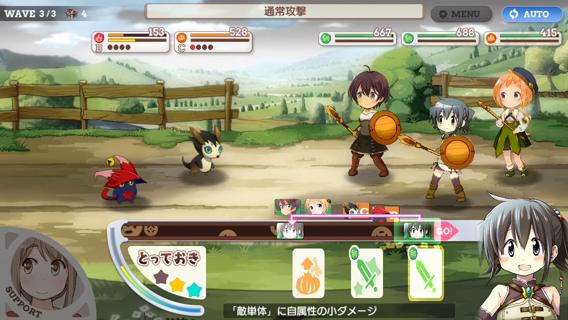 WAVE 3/3
4
通常攻撃
MENU
AUTO
B
153
C
528
667
688
415
GO!
とっておき
SUPPORT
「敵単体」に自属性の小ダメージ